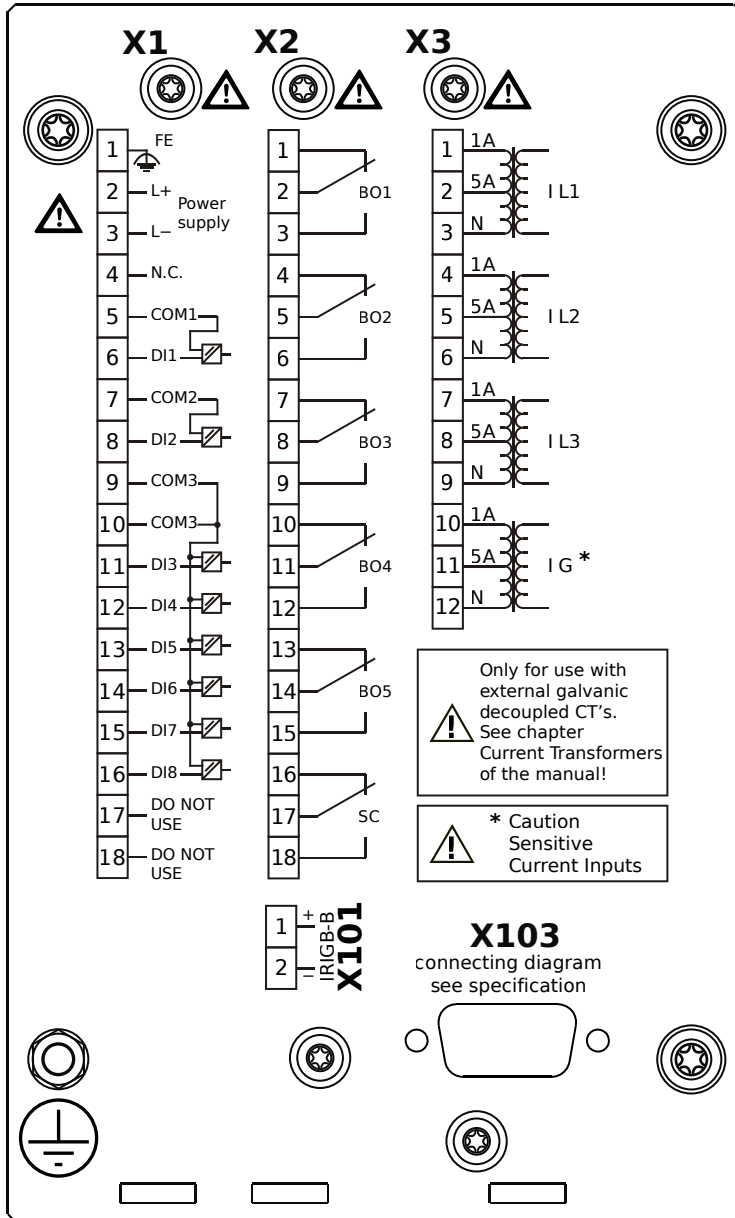 X1
X2
X3
1 FE
2 L+
Power
supply
3 L−
4 N.C.
5 COM1
6 DI1
7 COM2
8 DI2
9 COM3
10 COM3
11 DI3
12 DI4
13 DI5
14 DI6
15 DI7
16 DI8
17 DO NOT
USE
18 DO NOT
USE
1
2 BO1
3
4
5 BO2
6
7
8 BO3
9
10
11 BO4
12
13
14 BO5
15
16
17 SC
18
1 1A
2 5A I L1
3 N
4 1A
5 5A I L2
6 N
7 1A
8 5A I L3
9 N
10 1A
11 5A I G *
12 N
Only for use with
external galvanic
decoupled CT's.
See chapter
Current Transformers
of the manual!
* Caution
Sensitive
Current Inputs
1 +
2 −
IRIGB-B
X101
X103
connecting diagram
see specification